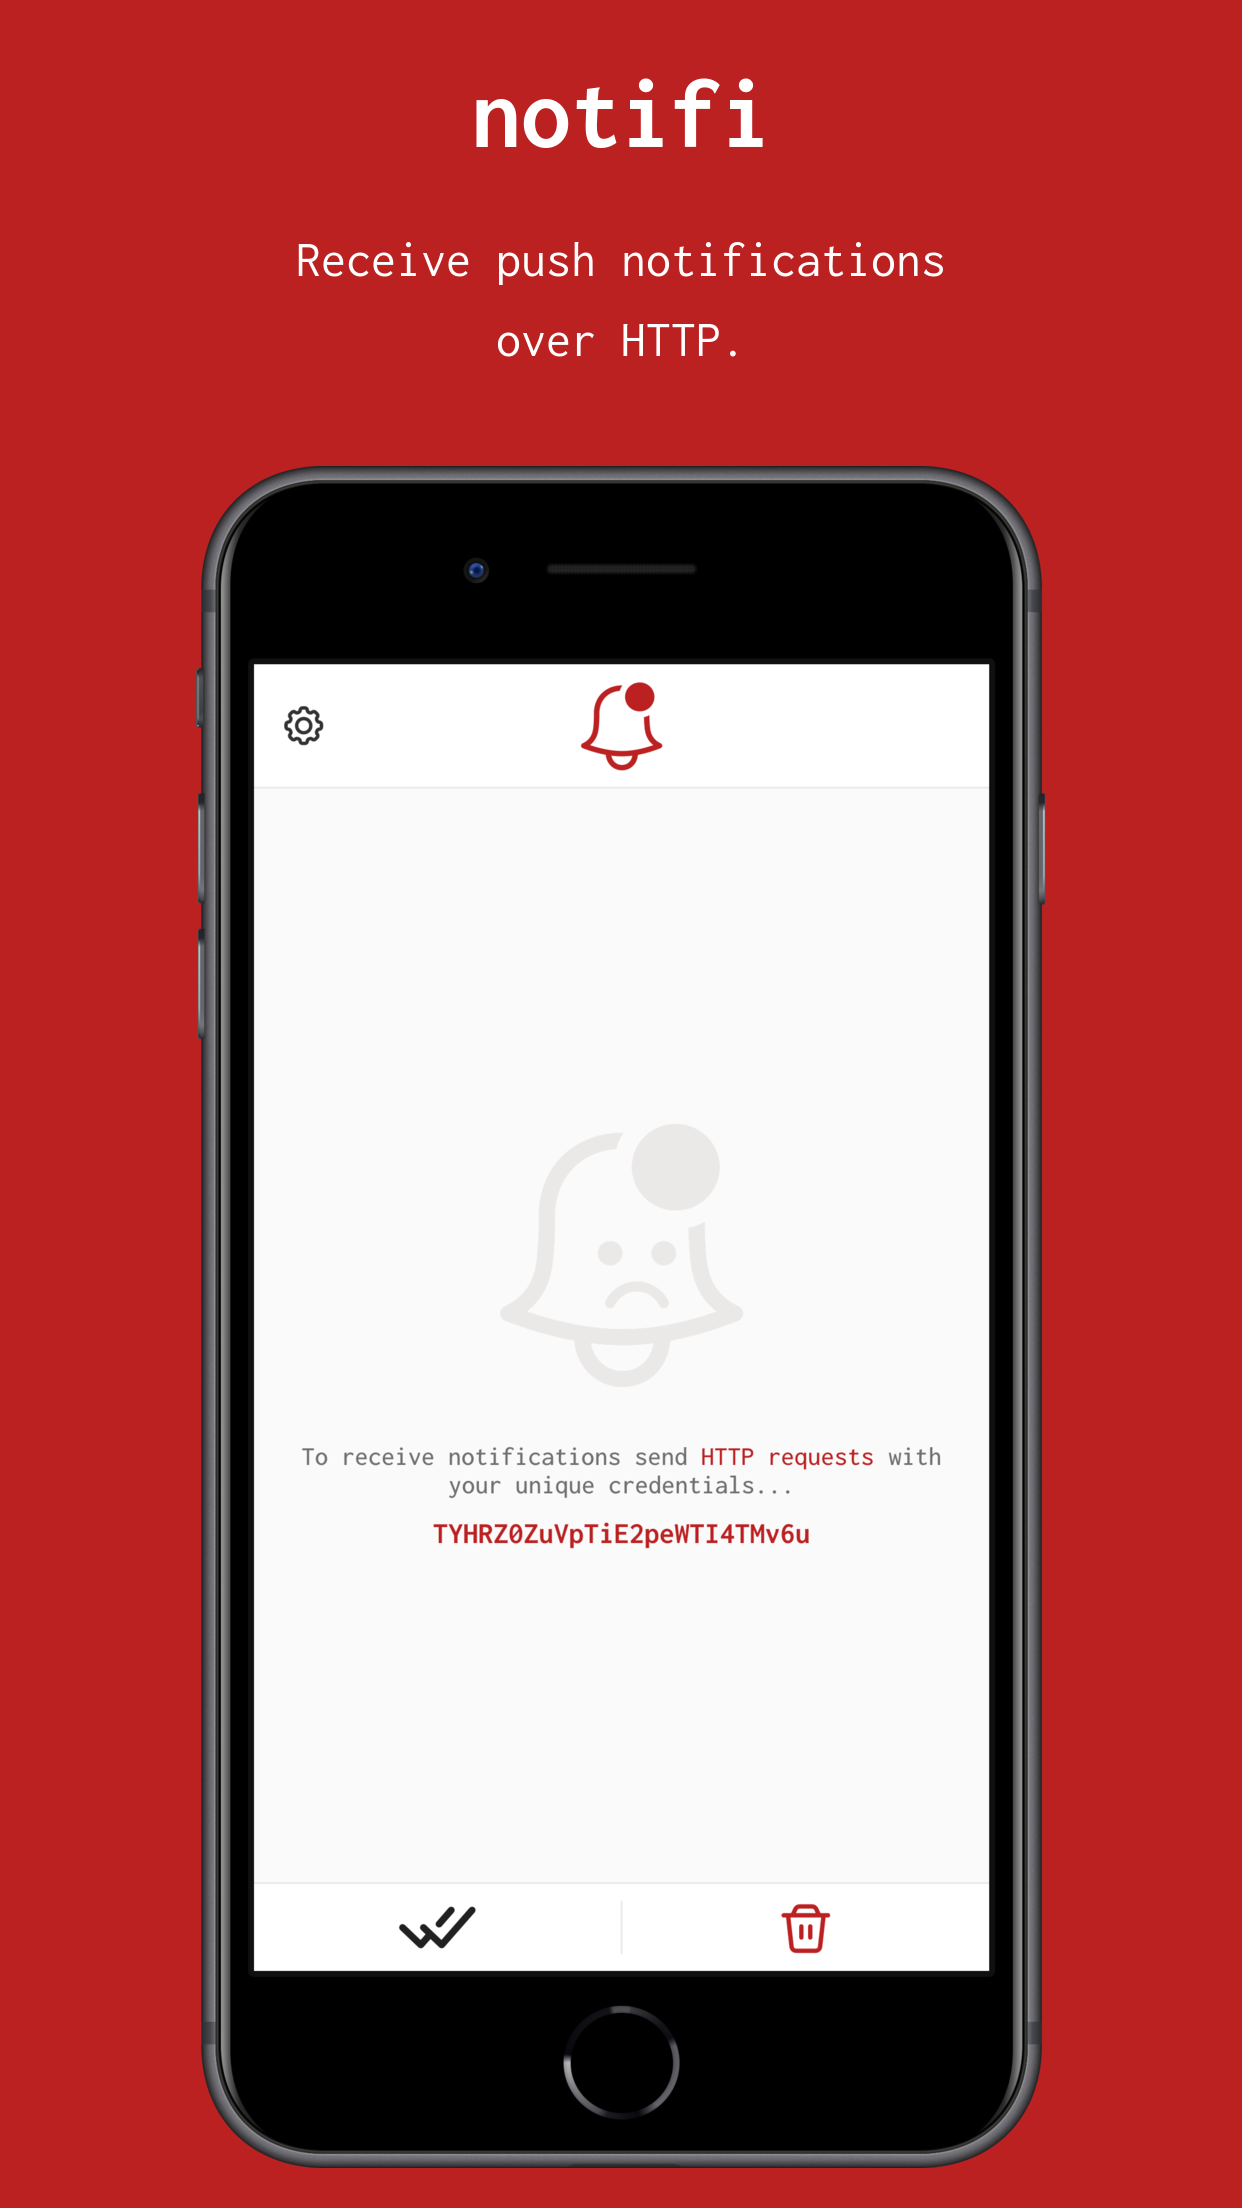 notifi
Receive push notifications
over HTTP.
To receive notifications send HTTP requests with
your unique credentials...
TYHRZ0ZuVpTiE2peWTI4TMv6u